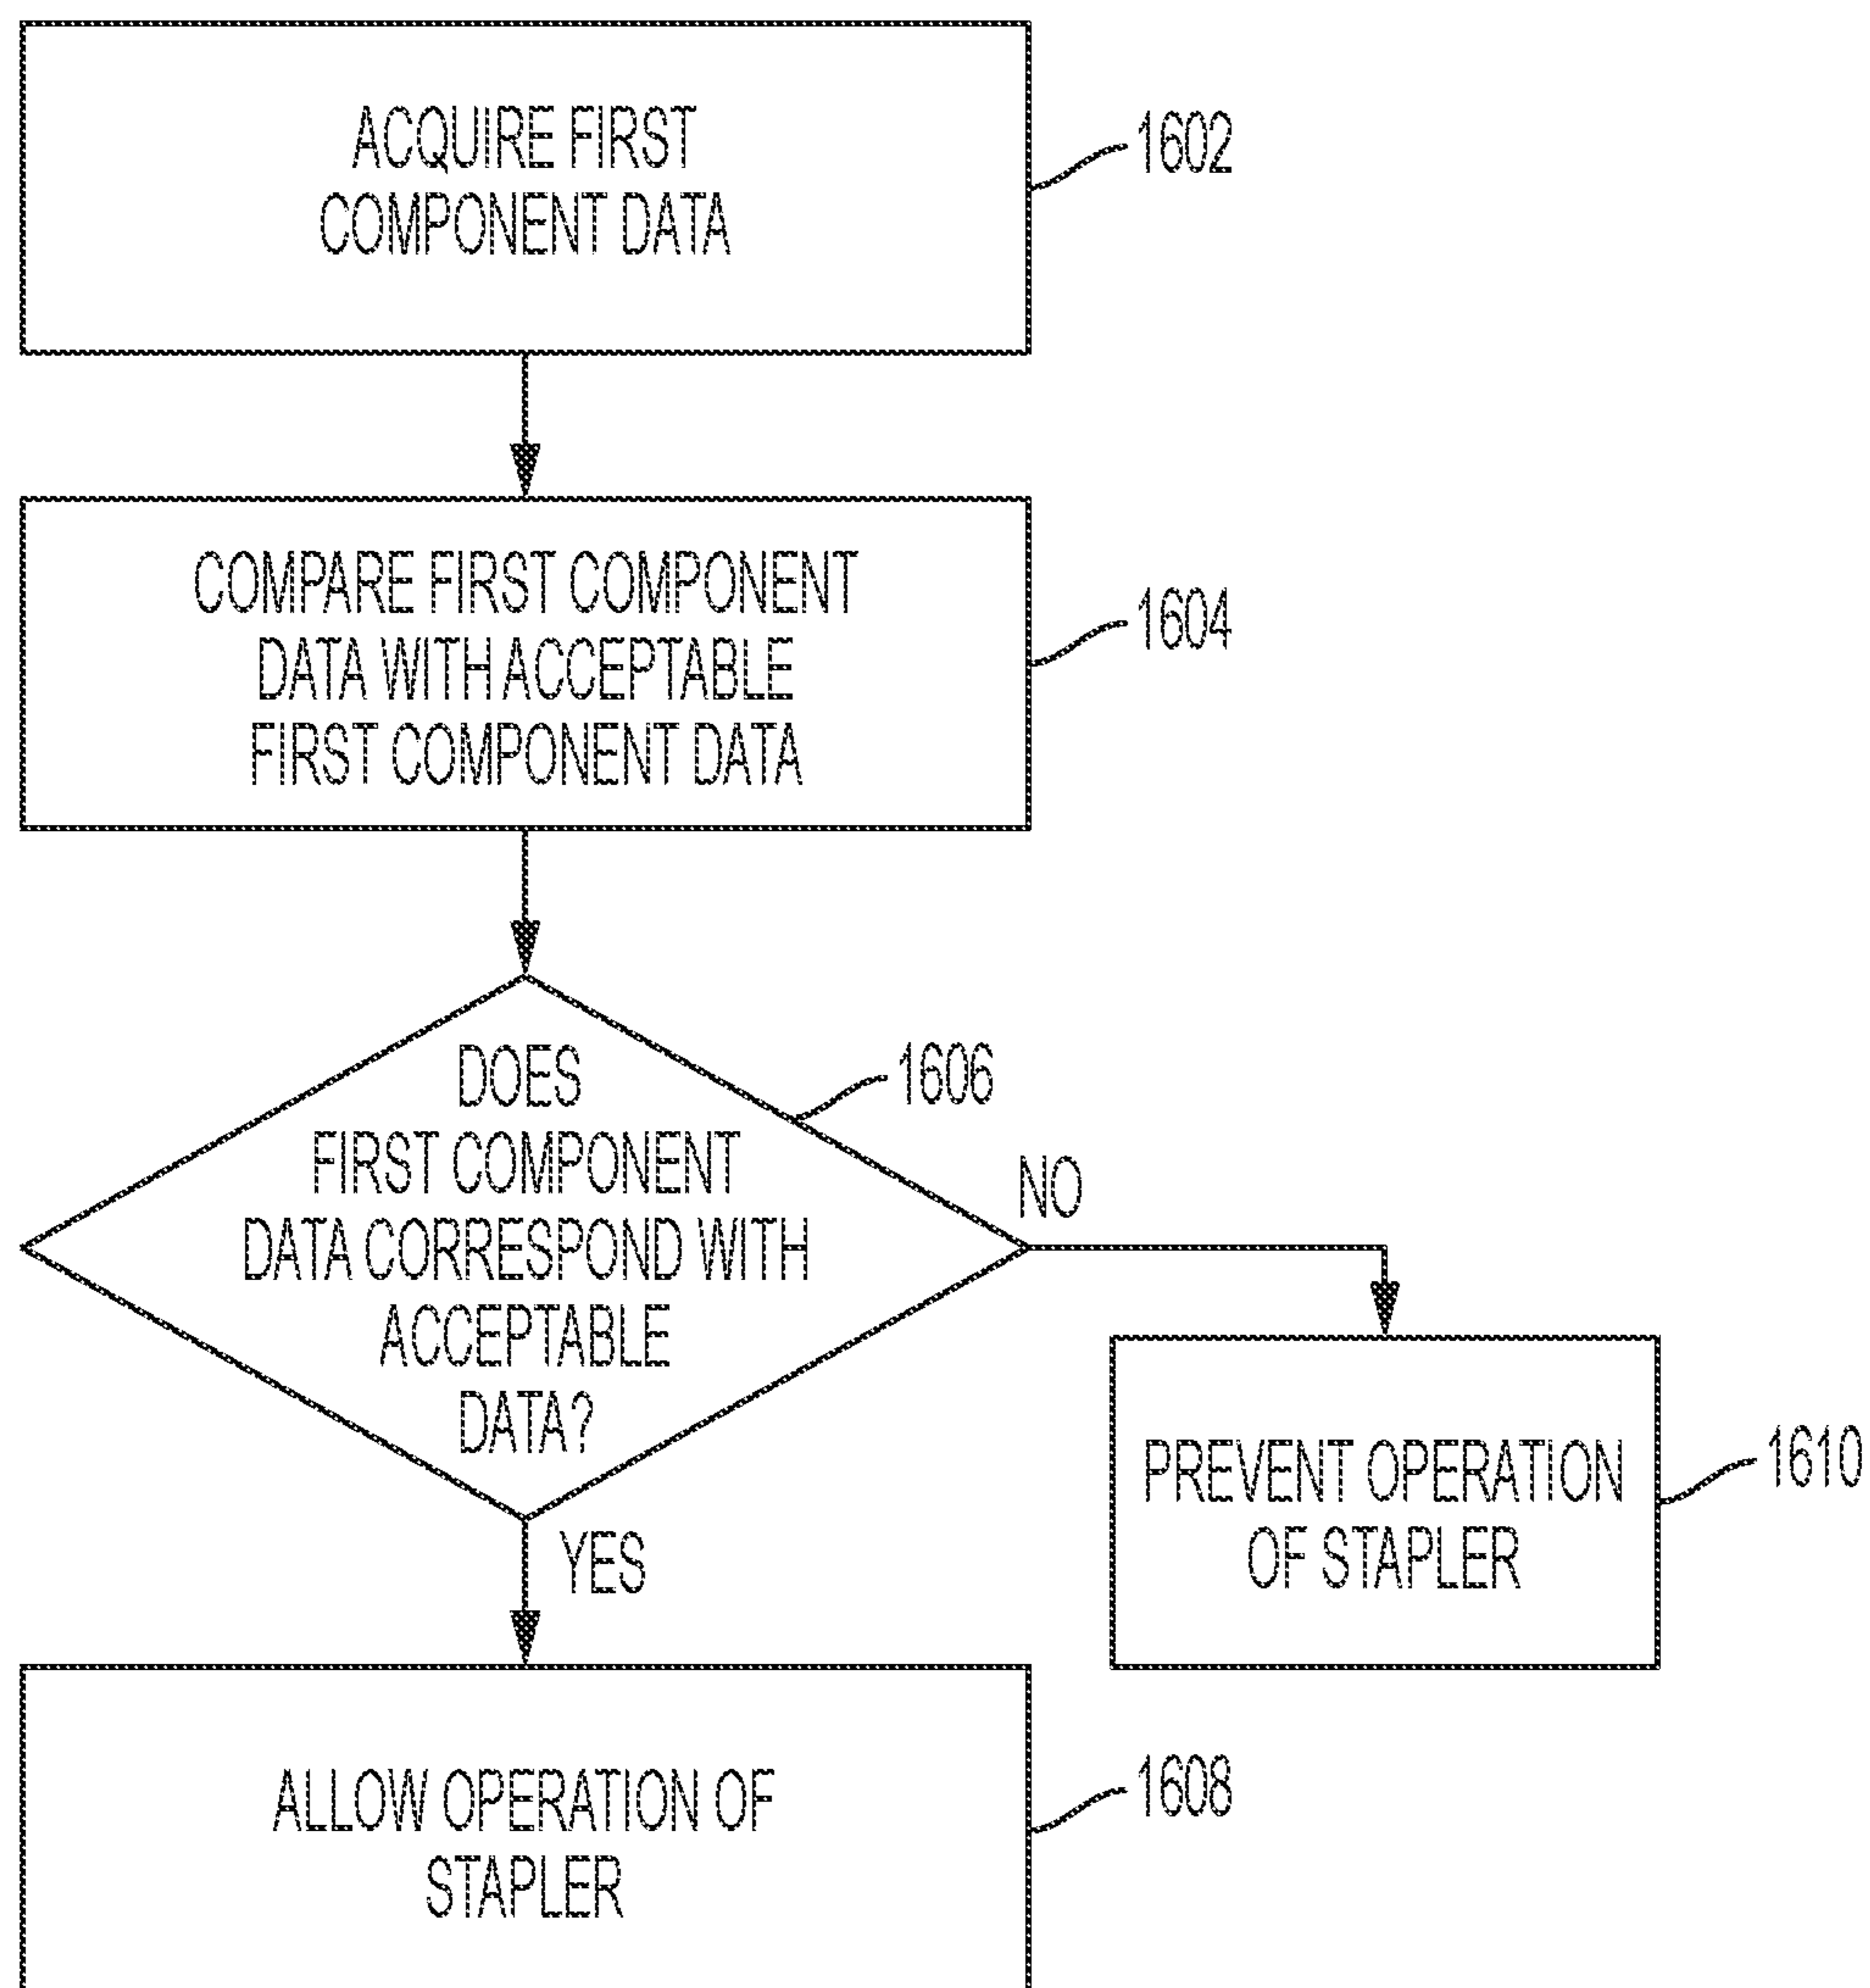 ACQUIRE FIRST
COMPONENT DATA
1602
COMPARE FIRST COMPONENT
DATA WITH ACCEPTABLE
FIRST COMPONENT DATA
1604
DOES
FIRST COMPONENT
DATA CORRESPOND WITH
ACCEPTABLE
DATA?
1606
NO
PREVENT OPERATION
OF STAPLER
1610
YES
ALLOW OPERATION OF
STAPLER
1608